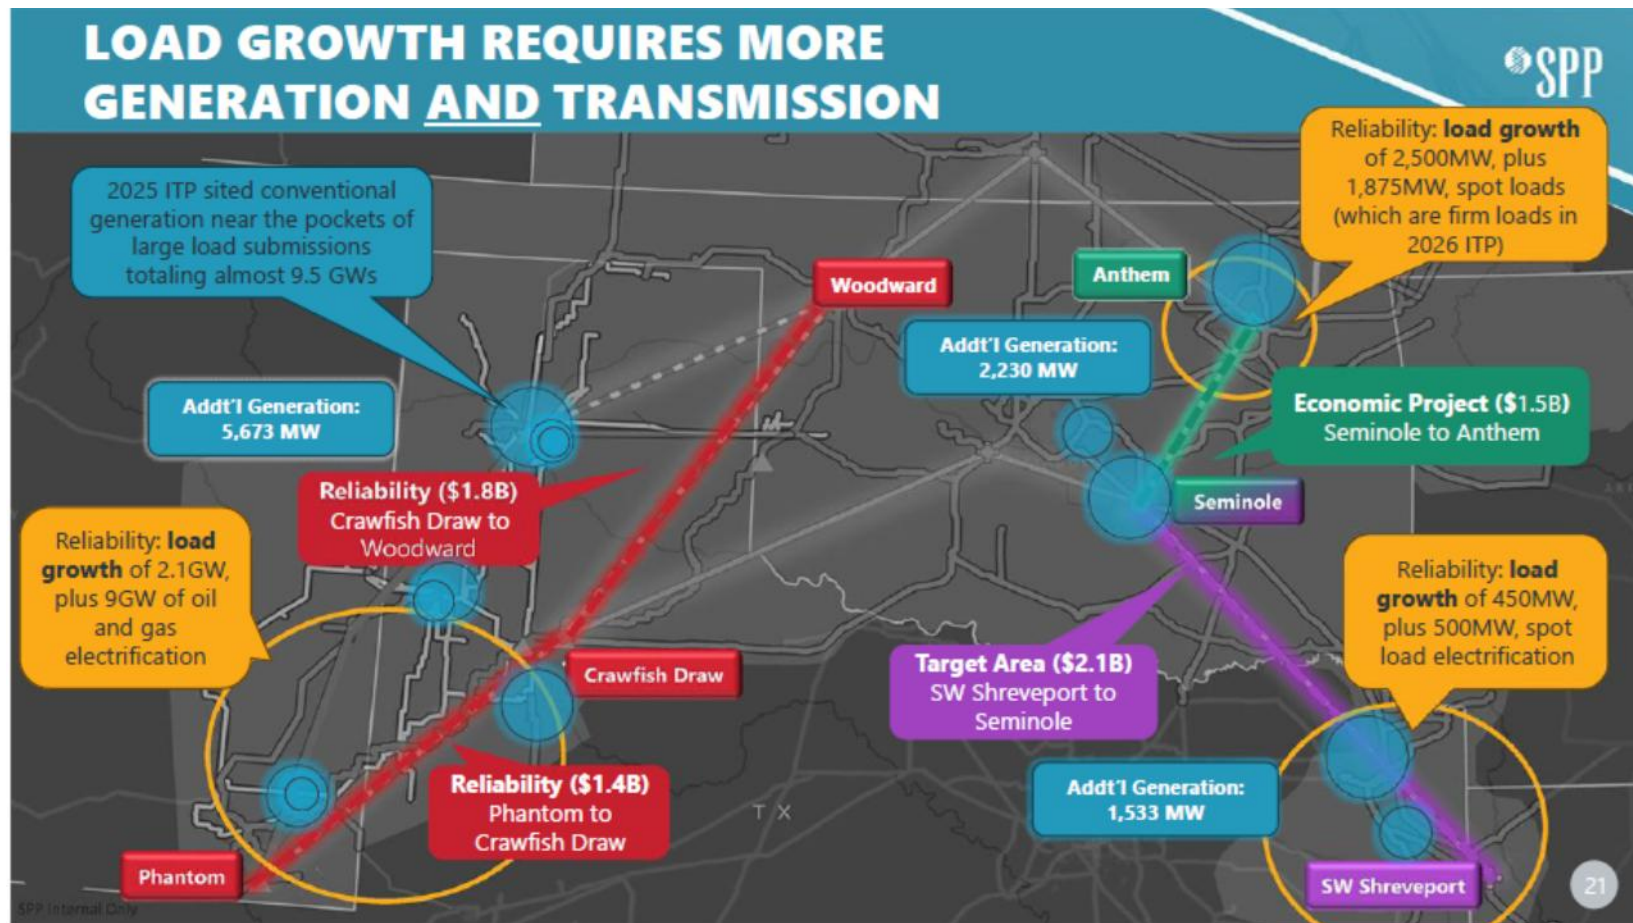 LOAD GROWTH REQUIRES MORE
GENERATION AND TRANSMISSION
SPP
Reliability: load growth
of 2,500MW, plus
1,875MW, spot loads
(which are firm loads in
2026 ITP)
2025 ITP sited conventional
generation near the pockets of
large load submissions
totaling almost 9.5 GWs
Woodward
Anthem
Addt'l Generation:
2,230 MW
Addt'l Generation:
5,673 MW
Economic Project ($1.5B)
Seminole to Anthem
Reliability ($1.8B)
Crawfish Draw to
Woodward
Seminole
Reliability: load
growth of 2.1GW,
plus 9GW of oil
and gas
electrification
Reliability: load
growth of 450MW,
plus 500MW, spot
load electrification
Crawfish Draw
Target Area ($2.1B)
SW Shreveport to
Seminole
Reliability ($1.4B)
Phantom to
Crawfish Draw
Addt'l Generation:
1,533 MW
T X
Phantom
SW Shreveport
21
SPP Internal Only